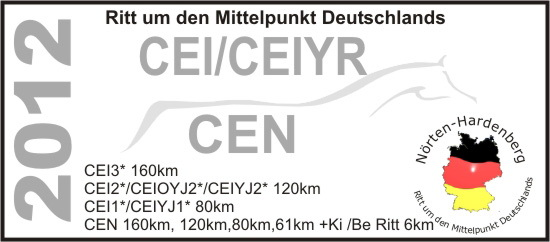 Ritt um den Mittelpunkt Deutschlands
2012
CEI/CEIYR
CEN
CEI3* 160km
CEI2*/CEIOYJ2*/CEIYJ2* 120km
CEI1*/CEIYJ1* 80km
CEN 160km, 120km,80km,61km +Ki /Be Ritt 6km
Nörten-Hardenberg
Ritt um den Mittelpunkt Deutschlands